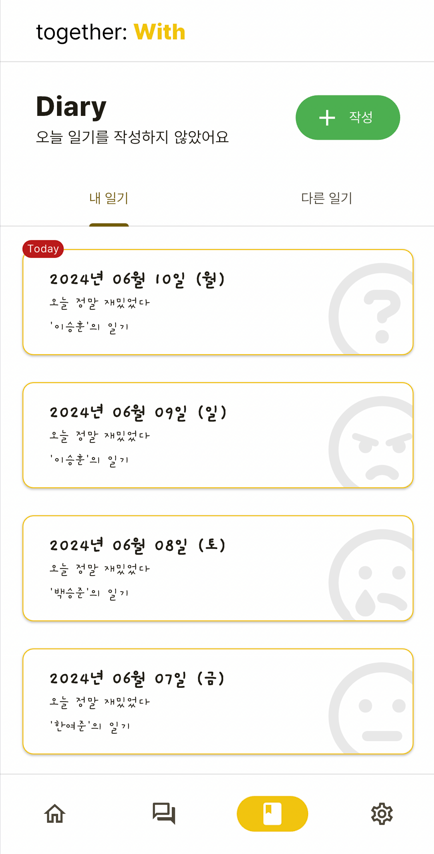 together: With
Diary
오늘 일기를 작성하지 않았어요
작성
내 일기
다른 일기
Today
2024년 06월 10일 (월)
오늘 정말 재밌었다
'이승훈'의 일기
2024년 06월 09일 (일)
오늘 정말 재밌었다
'이승훈'의 일기
2024년 06월 08일 (토)
오늘 정말 재밌었다
'백승준'의 일기
2024년 06월 07일 (금)
오늘 정말 재밌었다
'한여준'의 일기